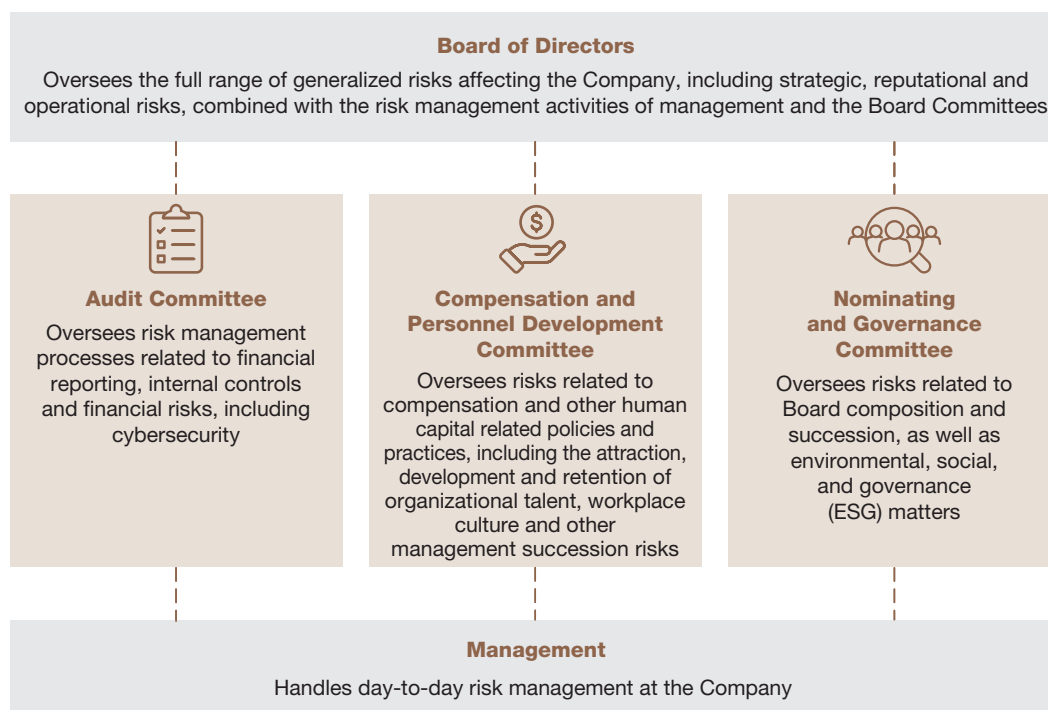 Board of Directors
Oversees the full range of generalized risks affecting the Company, including strategic, reputational and
operational risks, combined with the risk management activities of management and the Board Committees
Audit Committee
Oversees risk management
processes related to financial
reporting, internal controls
and financial risks, including
cybersecurity
$
Compensation and
Personnel Development
Committee
Oversees risks related to
compensation and other human
capital related policies and
practices, including the attraction,
development and retention of
organizational talent, workplace
culture and other
management succession risks
Nominating
and Governance
Committee
Oversees risks related to
Board composition and
succession, as well as
environmental, social,
and governance
(ESG) matters
Management
Handles day-to-day risk management at the Company